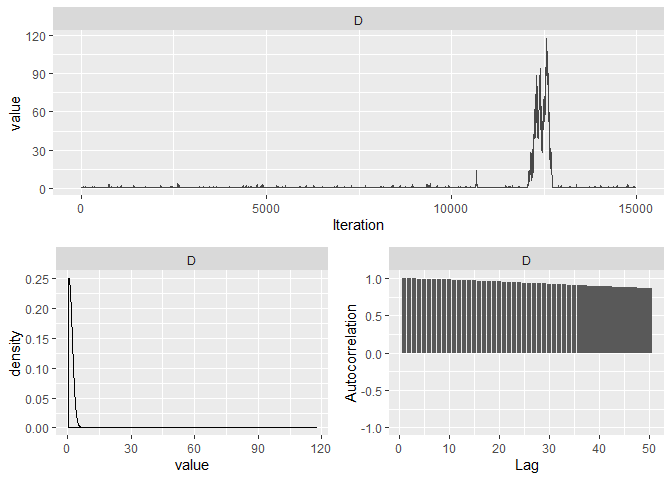 D
120
90
60
30
0
value
0 5000 10000 15000
Iteration
D
0.25
0.20
0.15
0.10
0.05
0.00
density
0 30 60 90 120
value
D
1.0
0.5
0.0
-0.5
-1.0
Autocorrelation
0 10 20 30 40 50
Lag